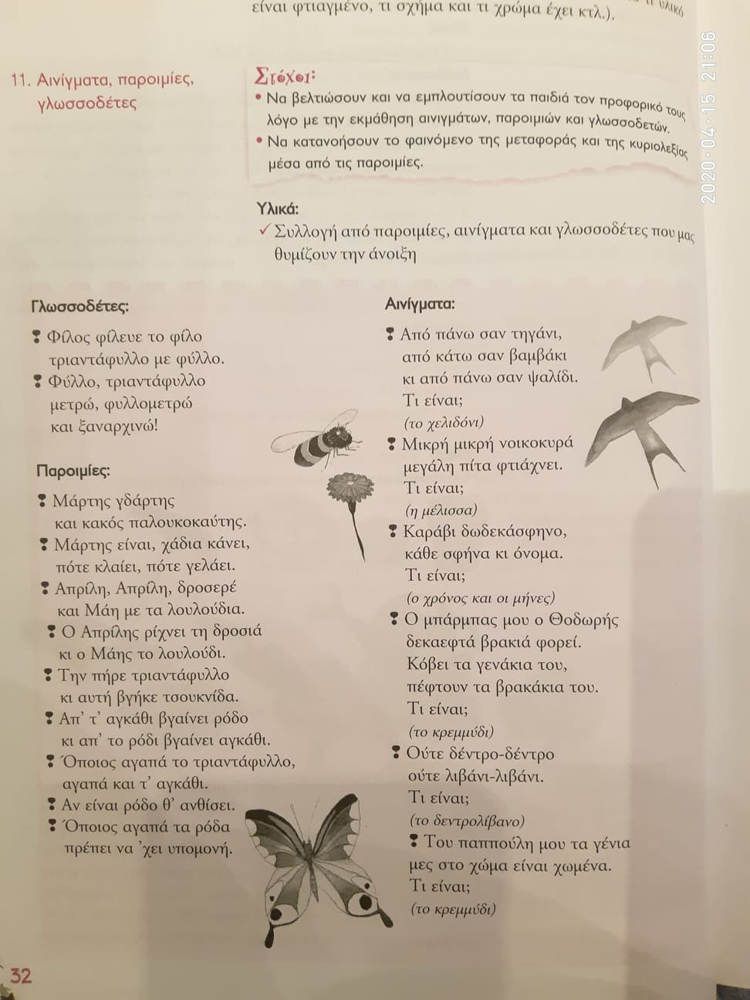 είναι φτιαγμένο, τι σχήμα και τι χρώμα έχει κτλ.).
υλικό
11. Αινίγματα, παροιμίες,
γλωσσοδέτες
Στόχοι:
• Να βελτιώσουν και να εμπλουτίσουν τα παιδιά τον προφορικό τους
λόγο με την εκμάθηση αινιγμάτων, παροιμιών και γλωσσοδετών.
• Να κατανοήσουν το φαινόμενο της μεταφοράς και της κυριολεξίας
μέσα από τις παροιμίες.
Υλικά:
✓ Συλλογή από παροιμίες, αινίγματα και γλωσσοδέτες που μας
θυμίζουν την άνοιξη
Γλωσσοδέτες:
❢ Φίλος φίλευε το φίλο
τριαντάφυλλο με φύλλο.
❢ Φύλλο, τριαντάφυλλο
μετρώ, φυλλομετρώ
και ξαναρχινώ!
Παροιμίες:
❢ Μάρτης γδάρτης
και κακός παλουκοκαύτης.
❢ Μάρτης είναι, χάδια κάνει,
πότε κλαίει, πότε γελάει.
❢ Απρίλη, Απρίλη, δροσερέ
και Μάη με τα λουλούδια.
❢ Ο Απρίλης ρίχνει τη δροσιά
κι ο Μάης το λουλούδι.
❢ Την πήρε τριαντάφυλλο
κι αυτή βγήκε τσουκνίδα.
❢ Απ’ τ’ αγκάθι βγαίνει ρόδο
κι απ’ το ρόδι βγαίνει αγκάθι.
❢ Όποιος αγαπά το τριαντάφυλλο,
αγαπά και τ’ αγκάθι.
❢ Αν είναι ρόδο θ’ ανθίσει.
❢ Όποιος αγαπά τα ρόδα
πρέπει να ’χει υπομονή.
Αινίγματα:
❢ Από πάνω σαν τηγάνι,
από κάτω σαν βαμβάκι
κι από πάνω σαν ψαλίδι.
Τι είναι;
(το χελιδόνι)
❢ Μικρή μικρή νοικοκυρά
μεγάλη πίτα φτιάχνει.
Τι είναι;
(η μέλισσα)
❢ Καράβι δωδεκάσφηνο,
κάθε σφήνα κι όνομα.
Τι είναι;
(ο χρόνος και οι μήνες)
❢ Ο μπάρμπας μου ο Θοδωρής
δεκαεφτά βρακιά φορεί.
Κόβει τα γενάκια του,
πέφτουν τα βρακάκια του.
Τι είναι;
(το κρεμμύδι)
❢ Ούτε δέντρο-δέντρο
ούτε λιβάνι-λιβάνι.
Τι είναι;
(το δεντρολίβανο)
❢ Του παππούλη μου τα γένια
μες στο χώμα είναι χωμένα.
Τι είναι;
(το κρεμμύδι)
32
2020·04·15 21:06